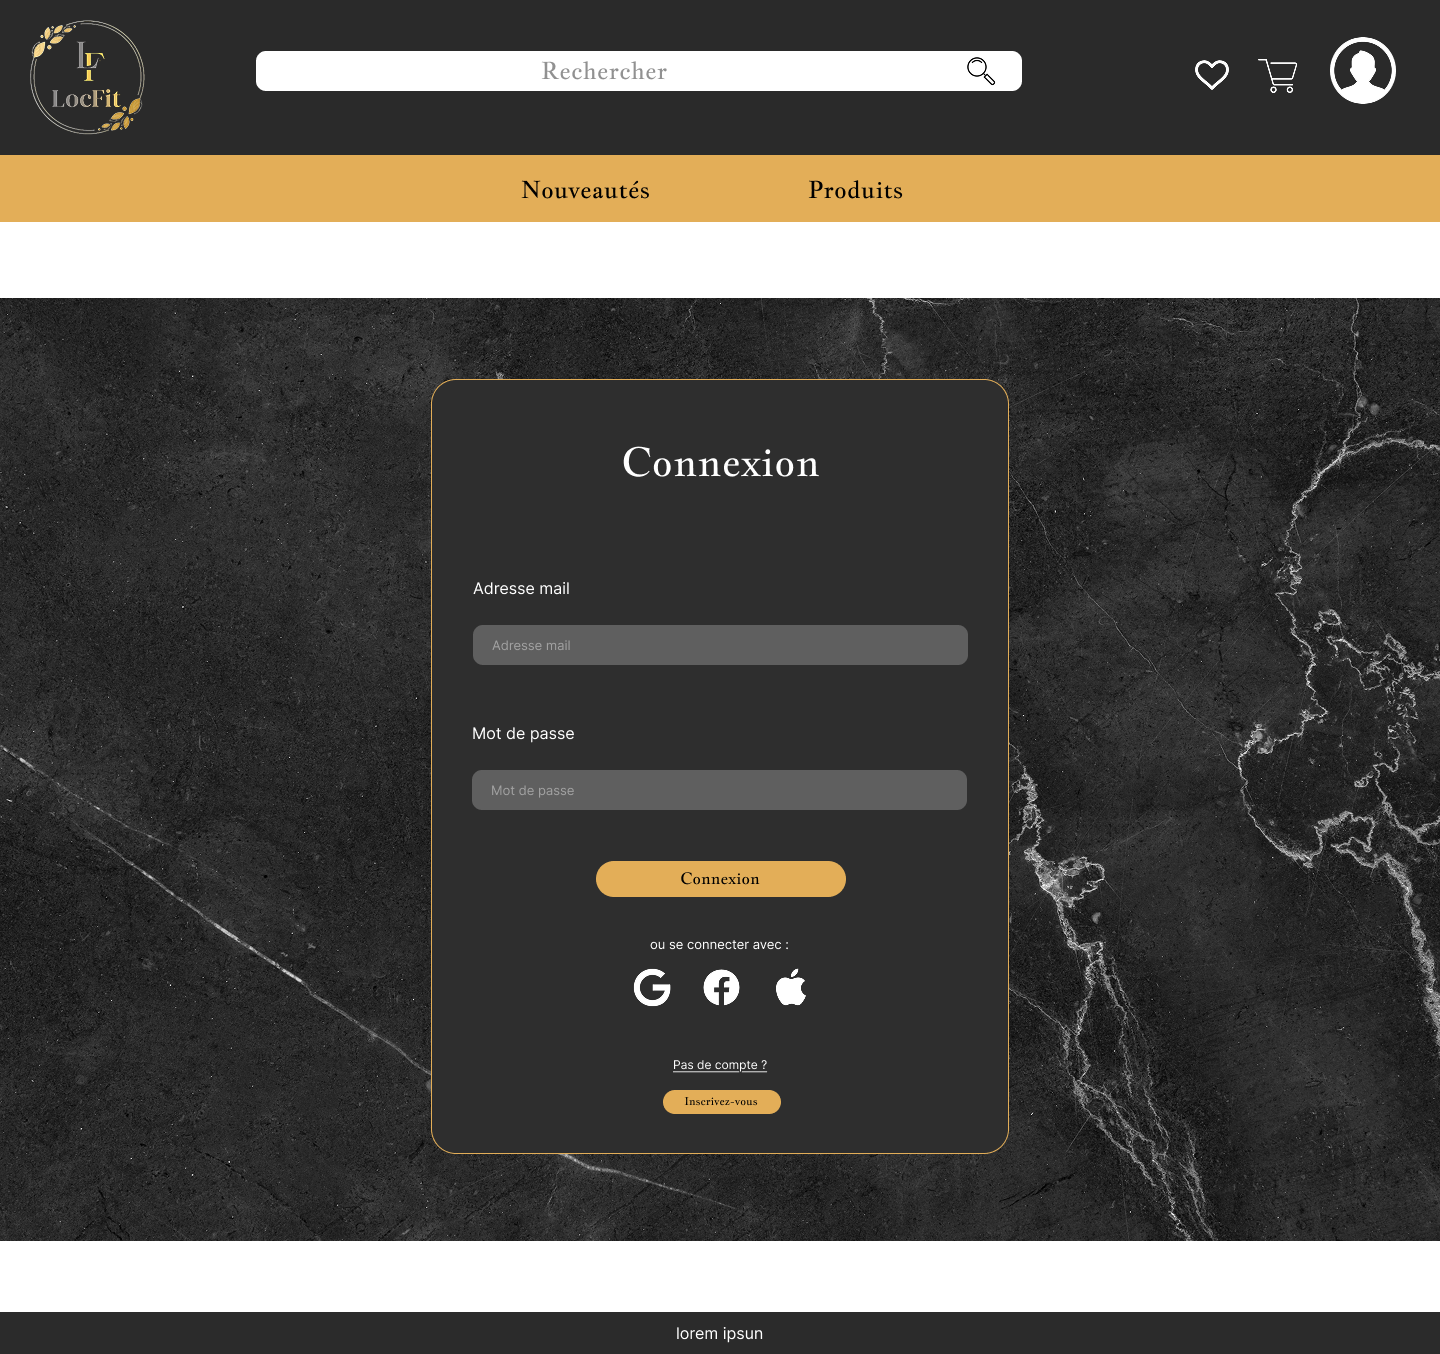 LF
LocFit
Rechercher
Nouveautés
Produits
Connexion
Adresse mail
Adresse mail
Mot de passe
Mot de passe
Connexion
ou se connecter avec :
Pas de compte ?
Inscrivez-vous
lorem ipsun